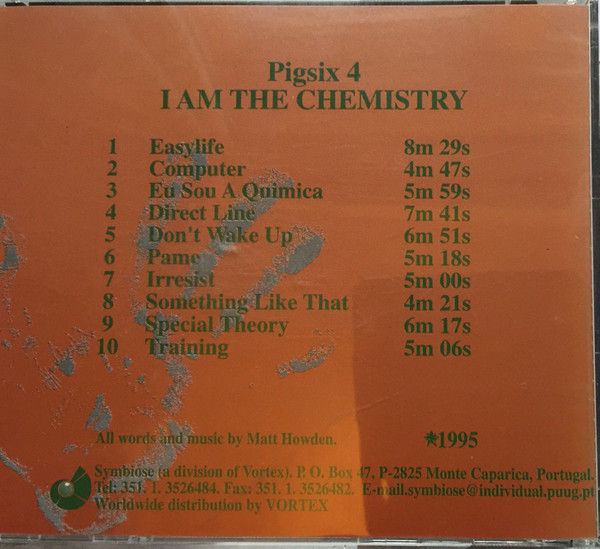 Pigsix 4
I AM THE CHEMISTRY
1 Easylife 8m 29s
2 Computer 4m 47s
3 Eu Sou A Quimica 5m 59s
4 Direct Line 7m 41s
5 Don't Wake Up 6m 51s
6 Pame 5m 18s
7 Irresist 5m 00s
8 Something Like That 4m 21s
9 Special Theory 6m 17s
10 Training 5m 06s
All words and music by Matt Howden. ✯1995
Symbiose (a division of Vortex). P. O. Box 47, P-2825 Monte Caparica, Portugal.
Tel: 351. 1. 3526484. Fax: 351. 1. 3526482. E-mail.symbiose@individual.puug.pt
Worldwide distribution by VORTEX